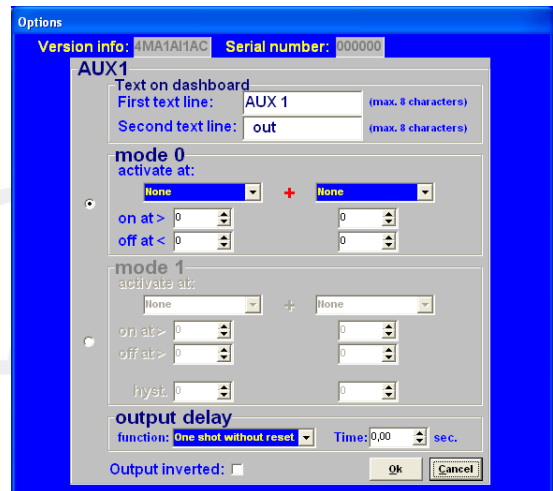 Options
Version info: 4MA1AI1AC Serial number: 000000
AUX1
Text on dashboard
First text line: AUX 1 (max. 8 characters)
Second text line: out (max. 8 characters)
mode 0
activate at:
None + None
on at > 0 0
off at < 0 0
mode 1
activate at:
None + None
on at > 0 0
off at > 0 0
hyst. 0 0
output delay
function: One shot without reset Time: 0,00 sec.
Output inverted: Ok Cancel